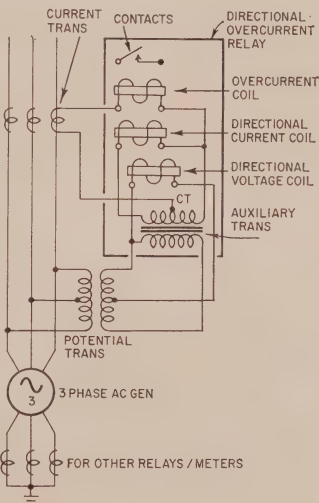 CURRENT
TRANS
CONTACTS
DIRECTIONAL-
OVERCURRENT
RELAY
OVERCURRENT
COIL
DIRECTIONAL
CURRENT COIL
DIRECTIONAL
VOLTAGE COIL
CT
AUXILIARY
TRANS
POTENTIAL
TRANS
3
3 PHASE AC GEN
FOR OTHER RELAYS / METERS